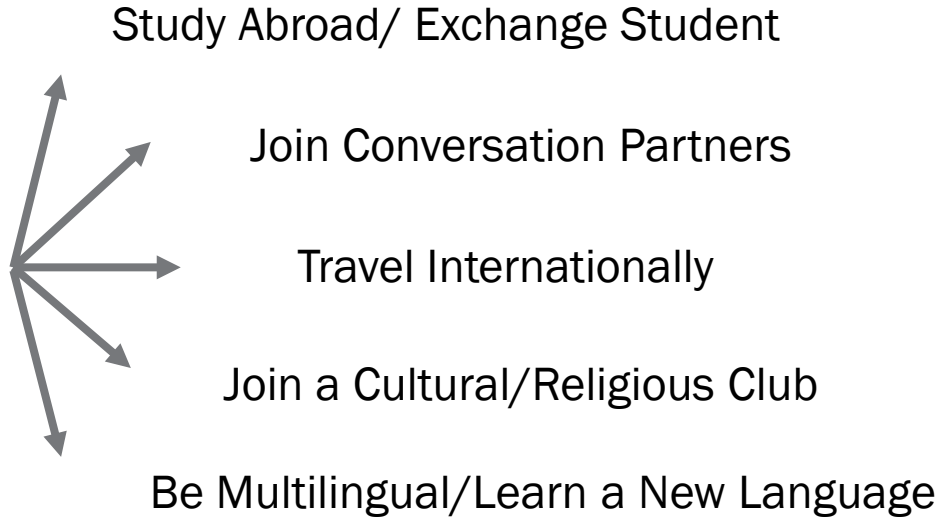 Study Abroad/ Exchange Student
Join Conversation Partners
Travel Internationally
Join a Cultural/Religious Club
Be Multilingual/Learn a New Language